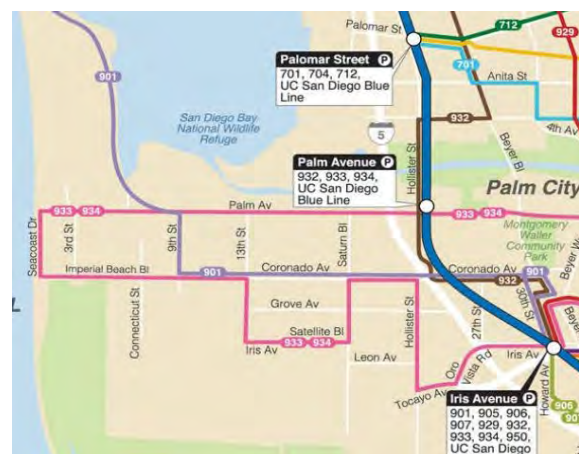 Palomar St
712
929
Palomar Street P
701, 704, 712,
UC San Diego Blue
Line
901
701
Anita St
San Diego Bay
National Wildlife
Refuge
5
Hollister St
932
Beyer Bl
4th Av
Palm Avenue P
932, 933, 934,
UC San Diego
Blue Line
Palm City
933 934
Palm Av
933 934
Seacoast Dr
3rd St
9th St
13th St
Saturn Bl
Montgomery
Waller
Community
Park
Imperial Beach Bl
901
Coronado Av
Coronado Av
901
932
Beyer W
30th St
Connecticut St
Grove Av
Satellite Bl
Iris Av
933 934
Leon Av
Hollister St
27th St
Oro
Vista Rd
Iris Av
Beyer
Tocayo Av
Howard Av
Iris Avenue P
901, 905, 906,
907, 929, 932,
933, 934, 950,
UC San Diego
906
90
L